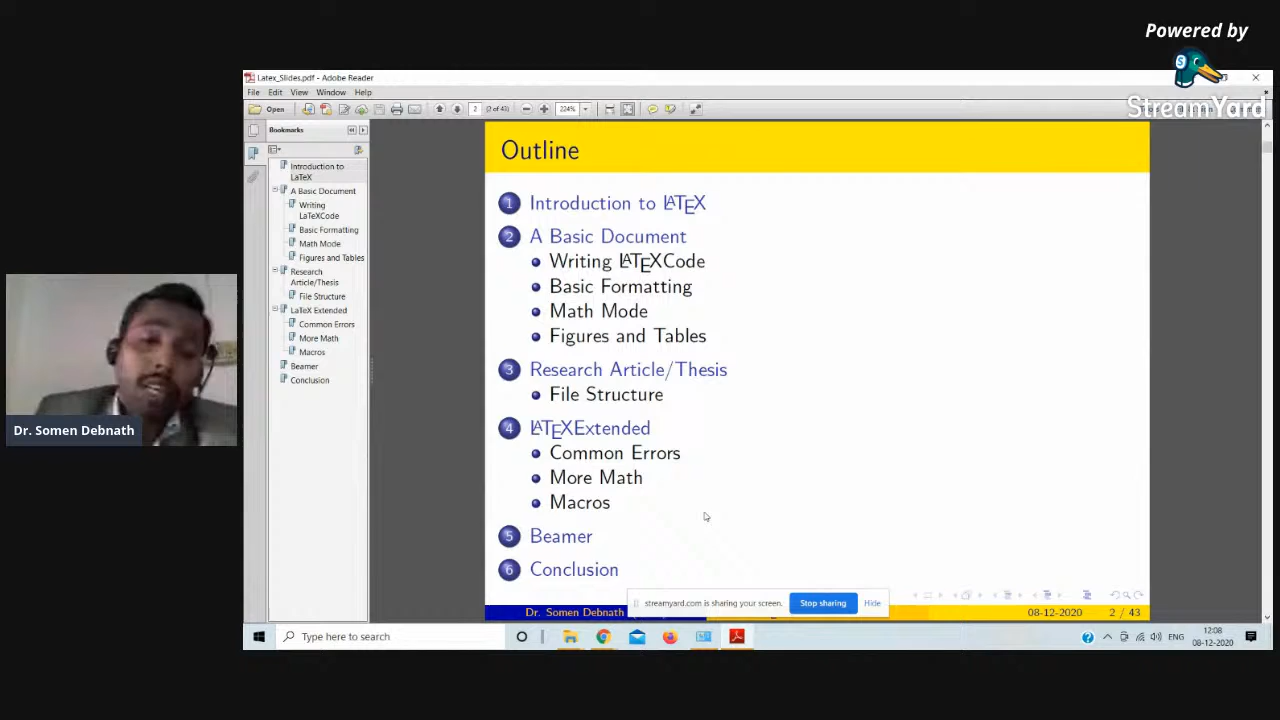 Powered by
StreamYard
Latex_Slides.pdf - Adobe Reader
File Edit View Window Help
Open
2 (2 of 43)
224%
Bookmarks
Introduction to
LaTeX
A Basic Document
Writing
LaTeXCode
Basic Formatting
Math Mode
Figures and Tables
Research
Article/Thesis
File Structure
LaTeX Extended
Common Errors
More Math
Macros
Beamer
Conclusion
Outline
1 Introduction to LATEX
2 A Basic Document
Writing LATEXCode
Basic Formatting
Math Mode
Figures and Tables
3 Research Article/Thesis
File Structure
4 LATEXExtended
Common Errors
More Math
Macros
5 Beamer
6 Conclusion
Dr. Somen Debnath
streamyard.com is sharing your screen. Stop sharing Hide
Dr. Somen Debnath
08-12-2020 2 / 43
Type here to search
ENG
12:08
08-12-2020